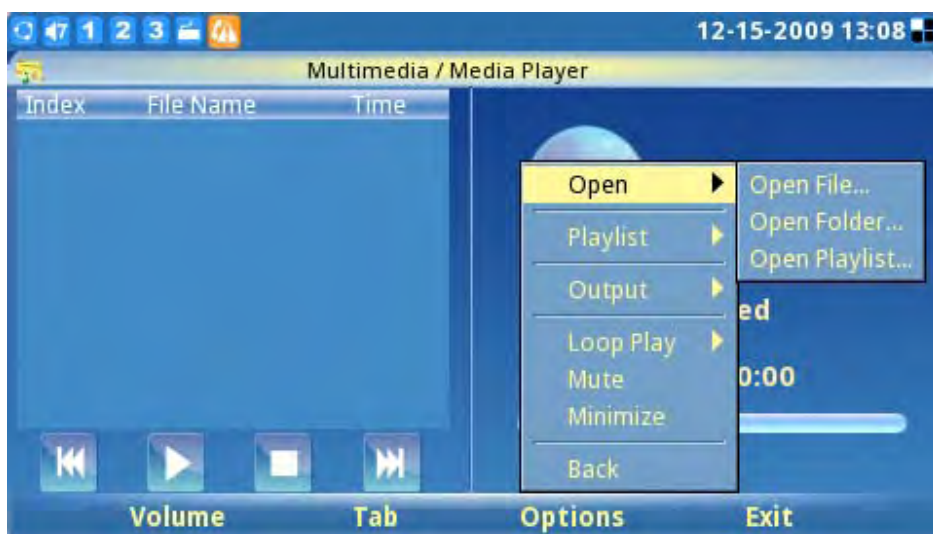 47 1 2 3 12-15-2009 13:08
Multimedia / Media Player
Index File Name Time
Open
Playlist
Output
Loop Play
Mute
Minimize
Back
Open File...
Open Folder...
Open Playlist...
ed
0:00
Volume Tab Options Exit